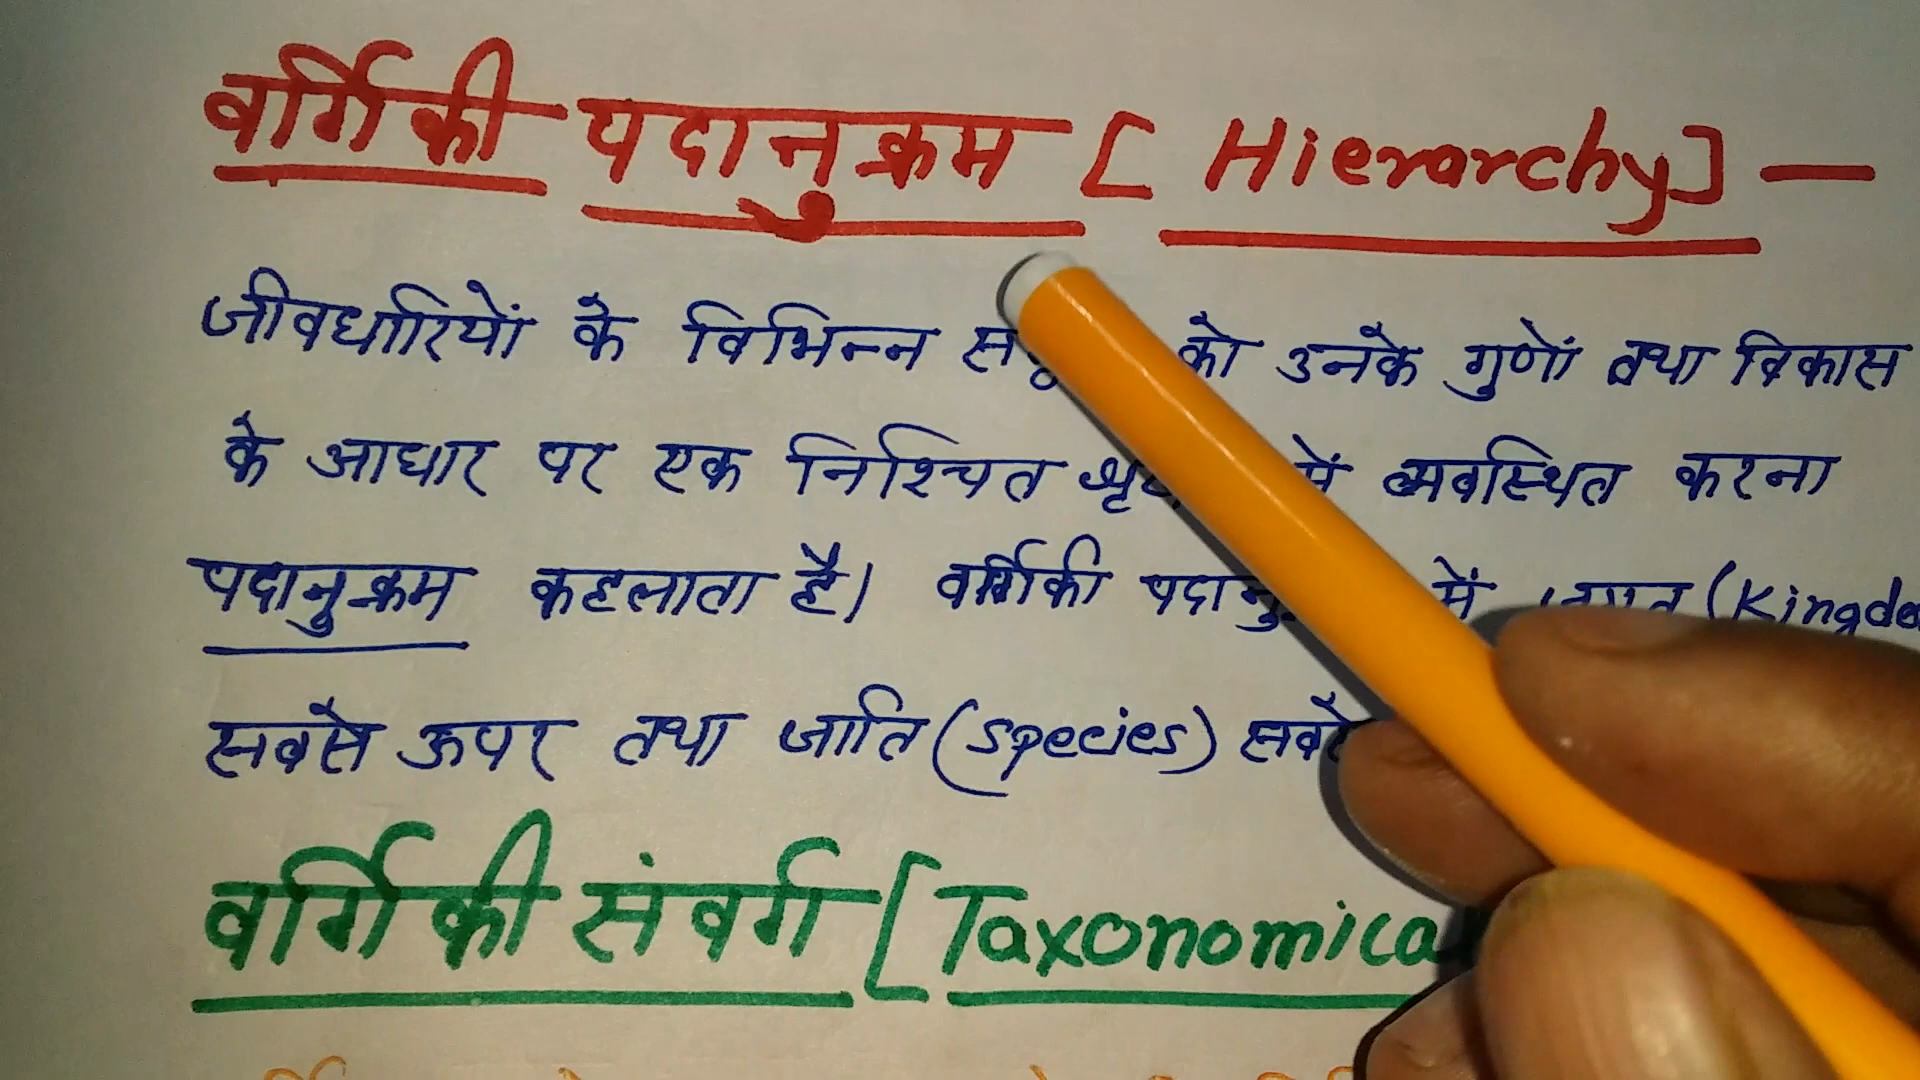 वर्गिकी पदानुक्रम [ Hierarchy] —
जीवधारियों के विभिन्न को उनके गुणों तथा विकास
के आधार पर एक निश्चित में व्यवस्थित करना
पदानुक्रम कहलाता है। वर्गिकी में (Kingdo
सबसे ऊपर तथा जाति (species)
वर्गिकी संवर्ग [Taxonomica